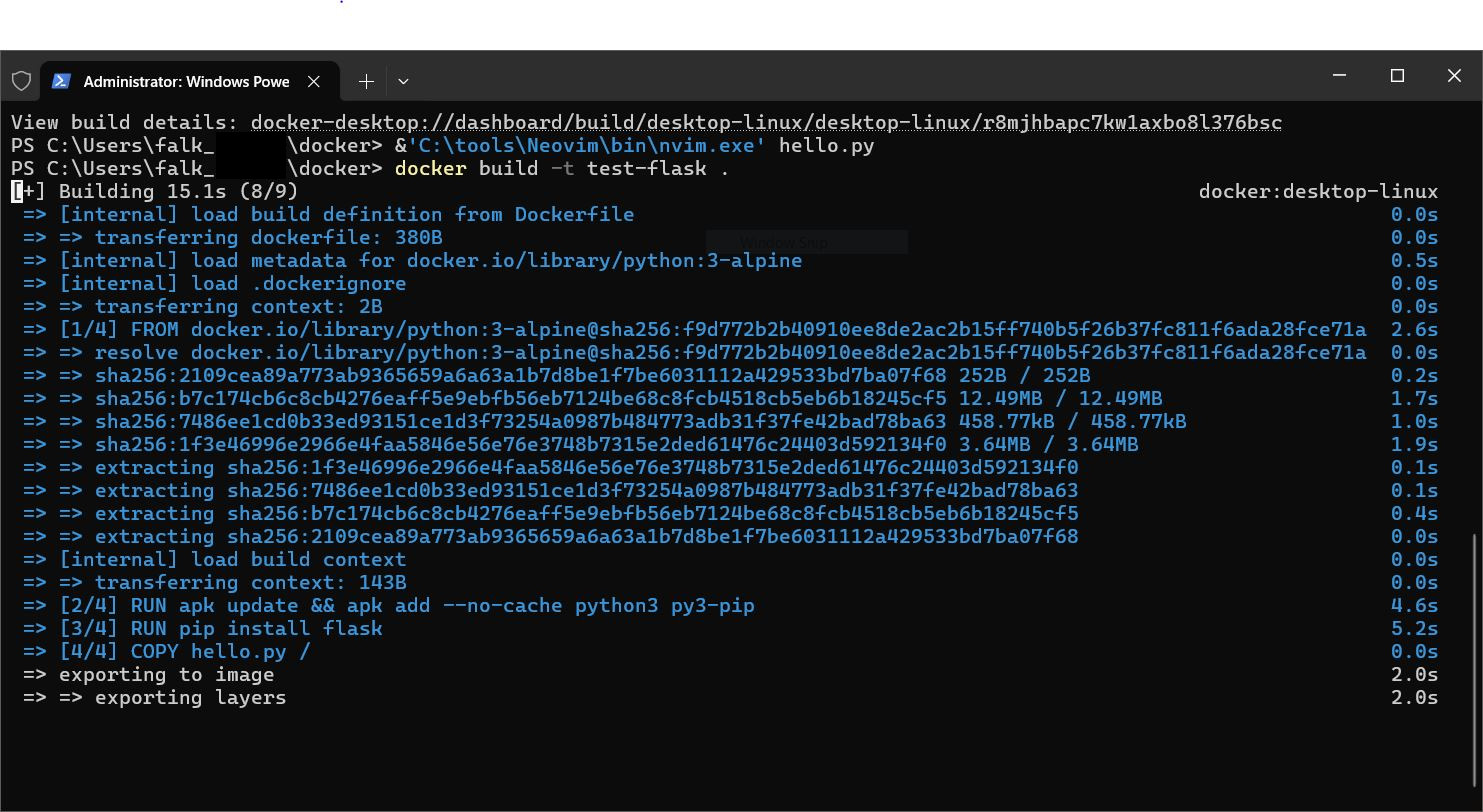 Administrator: Windows Powe
View build details: docker-desktop://dashboard/build/desktop-linux/desktop-linux/r8mjhbapc7kw1axbo8l376bsc
PS C:\Users\falk_ \docker> &'C:\tools\Neovim\bin\nvim.exe' hello.py
PS C:\Users\falk_ \docker> docker build -t test-flask .
[+] Building 15.1s (8/9) docker:desktop-linux
=> [internal] load build definition from Dockerfile 0.0s
=> => transferring dockerfile: 380B 0.0s
Window Snip
=> [internal] load metadata for docker.io/library/python:3-alpine 0.5s
=> [internal] load .dockerignore 0.0s
=> => transferring context: 2B 0.0s
=> [1/4] FROM docker.io/library/python:3-alpine@sha256:f9d772b2b40910ee8de2ac2b15ff740b5f26b37fc811f6ada28fce71a 2.6s
=> => resolve docker.io/library/python:3-alpine@sha256:f9d772b2b40910ee8de2ac2b15ff740b5f26b37fc811f6ada28fce71a 0.0s
=> => sha256:2109cea89a773ab9365659a6a63a1b7d8be1f7be6031112a429533bd7ba07f68 252B / 252B 0.2s
=> => sha256:b7c174cb6c8cb4276eaff5e9ebfb56eb7124be68c8fcb4518cb5eb6b18245cf5 12.49MB / 12.49MB 1.7s
=> => sha256:7486ee1cd0b33ed93151ce1d3f73254a0987b484773adb31f37fe42bad78ba63 458.77kB / 458.77kB 1.0s
=> => sha256:1f3e46996e2966e4faa5846e56e76e3748b7315e2ded61476c24403d592134f0 3.64MB / 3.64MB 1.9s
=> => extracting sha256:1f3e46996e2966e4faa5846e56e76e3748b7315e2ded61476c24403d592134f0 0.1s
=> => extracting sha256:7486ee1cd0b33ed93151ce1d3f73254a0987b484773adb31f37fe42bad78ba63 0.1s
=> => extracting sha256:b7c174cb6c8cb4276eaff5e9ebfb56eb7124be68c8fcb4518cb5eb6b18245cf5 0.4s
=> => extracting sha256:2109cea89a773ab9365659a6a63a1b7d8be1f7be6031112a429533bd7ba07f68 0.0s
=> [internal] load build context 0.0s
=> => transferring context: 143B 0.0s
=> [2/4] RUN apk update && apk add --no-cache python3 py3-pip 4.6s
=> [3/4] RUN pip install flask 5.2s
=> [4/4] COPY hello.py / 0.0s
=> exporting to image 2.0s
=> => exporting layers 2.0s